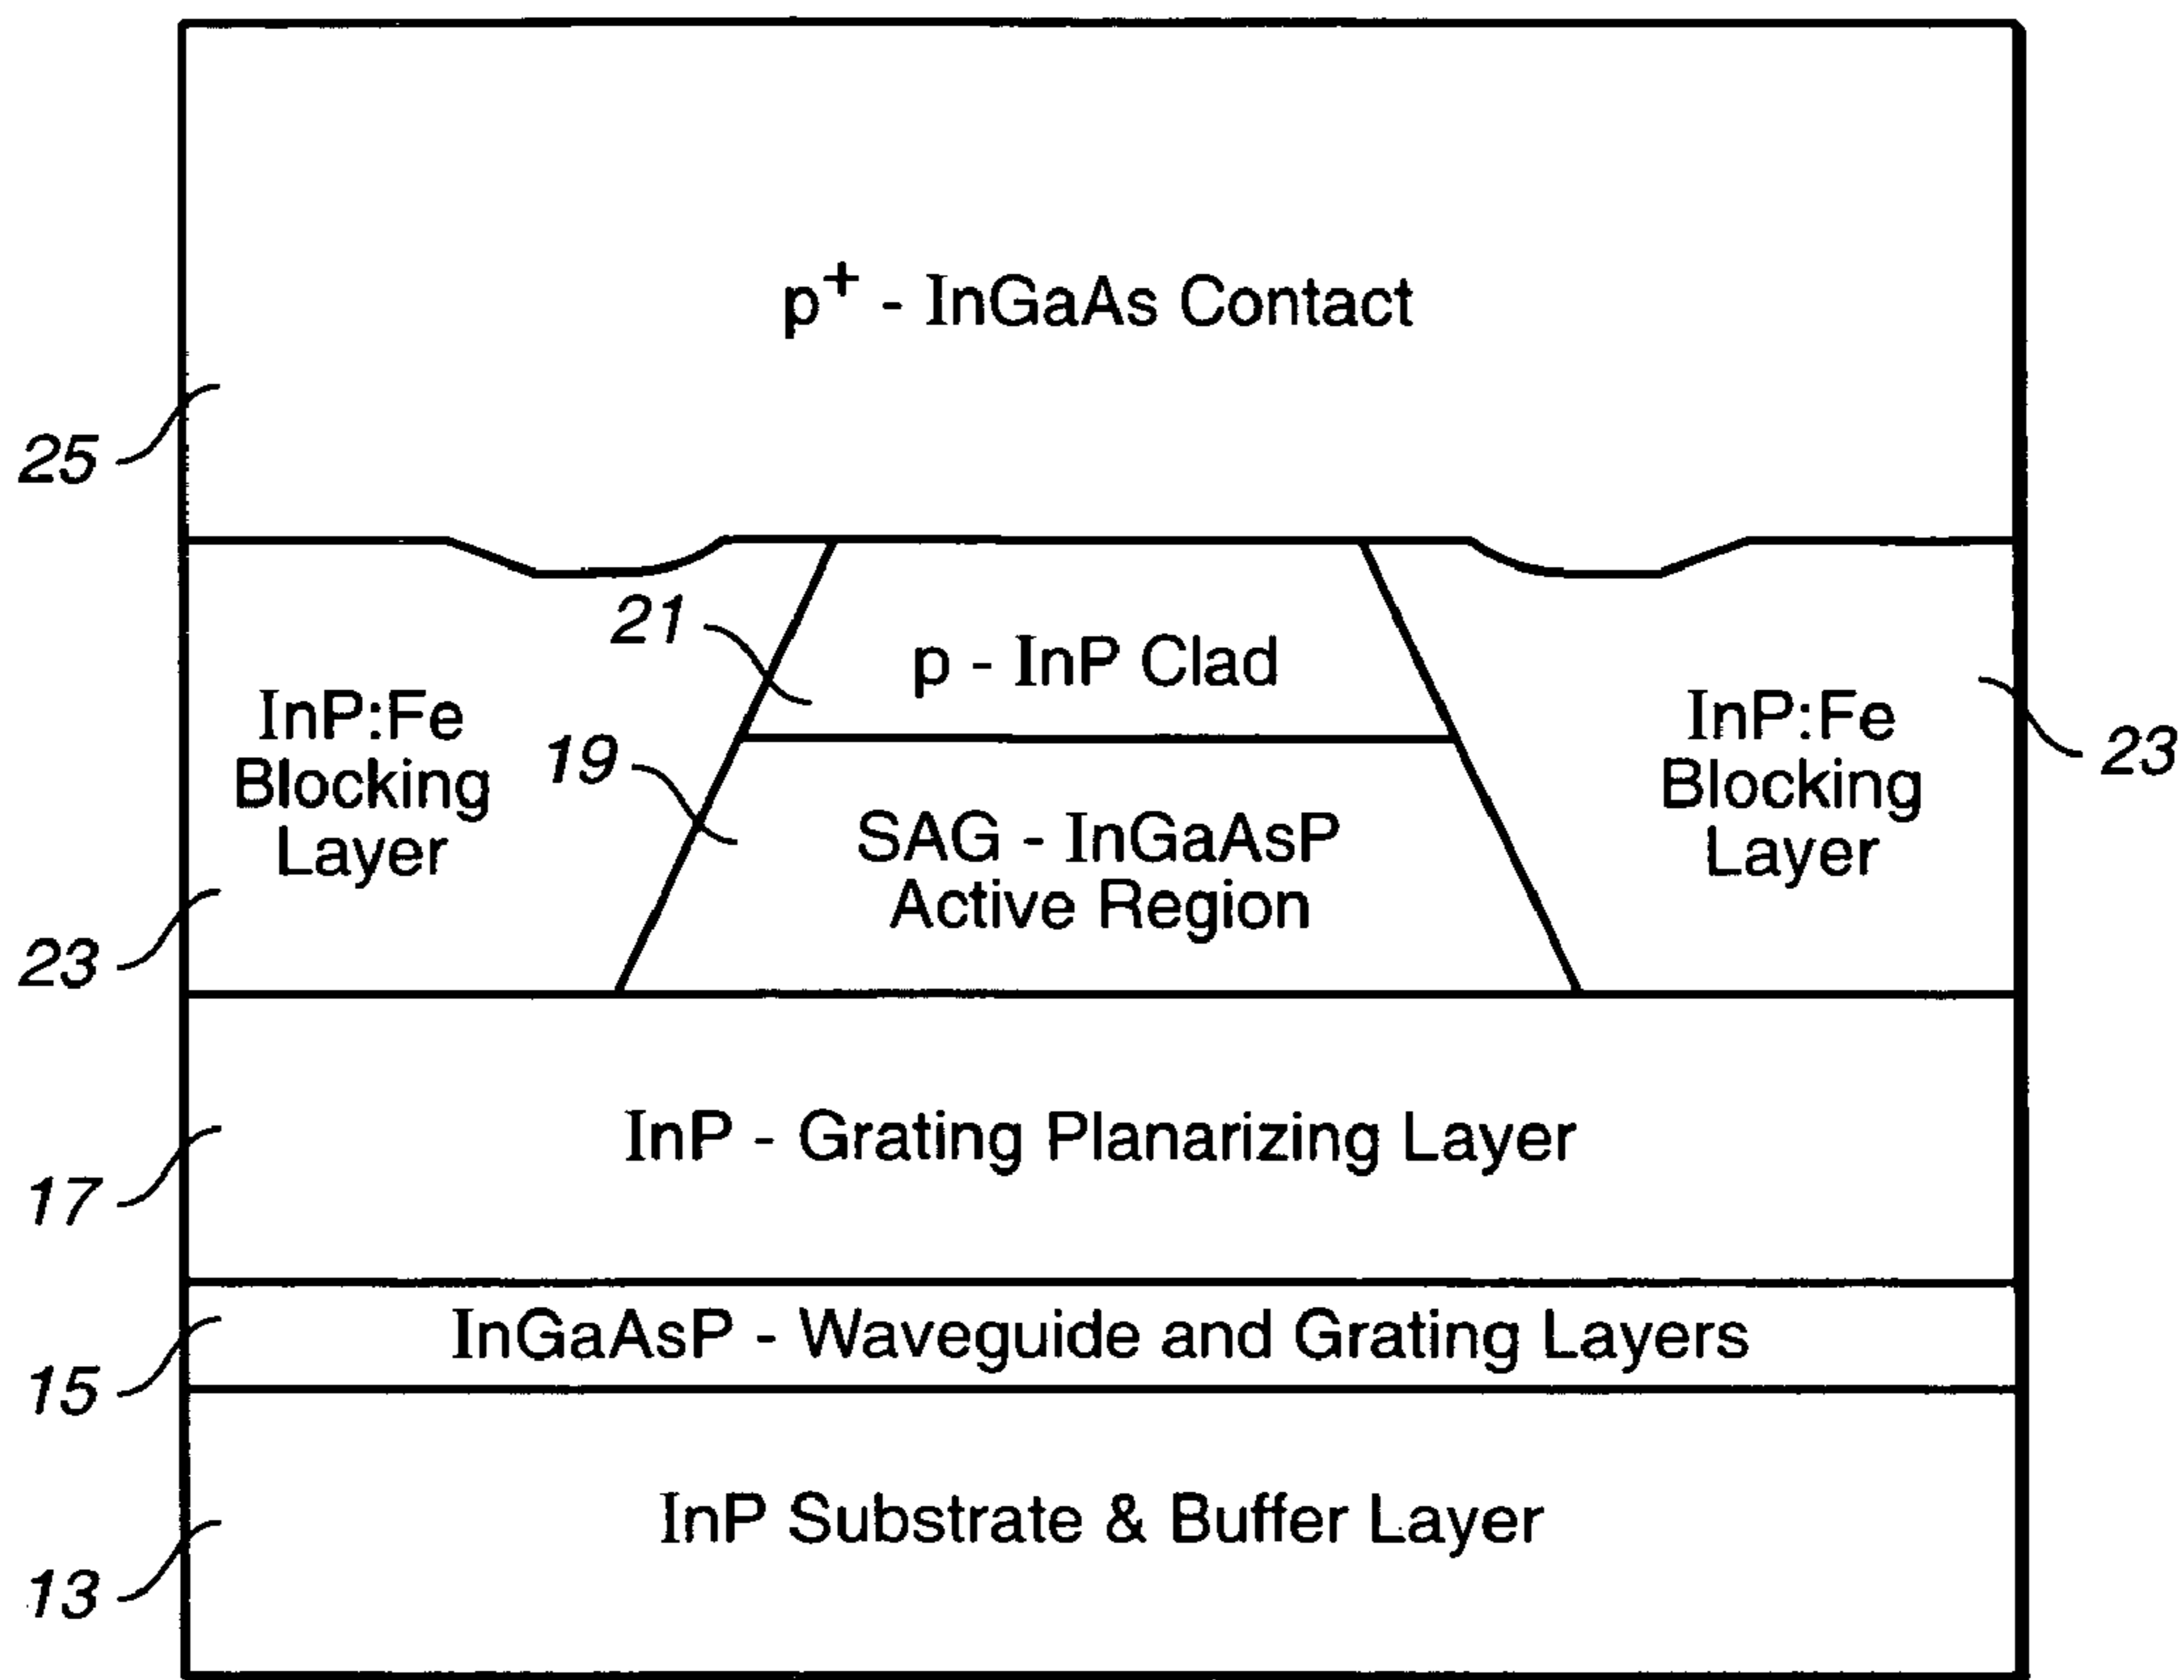 p+ - InGaAs Contact
25
21
p - InP Clad
InP:Fe
Blocking
Layer
19
InP:Fe
Blocking
Layer
23
SAG - InGaAsP
Active Region
23
InP - Grating Planarizing Layer
17
InGaAsP - Waveguide and Grating Layers
15
InP Substrate & Buffer Layer
13